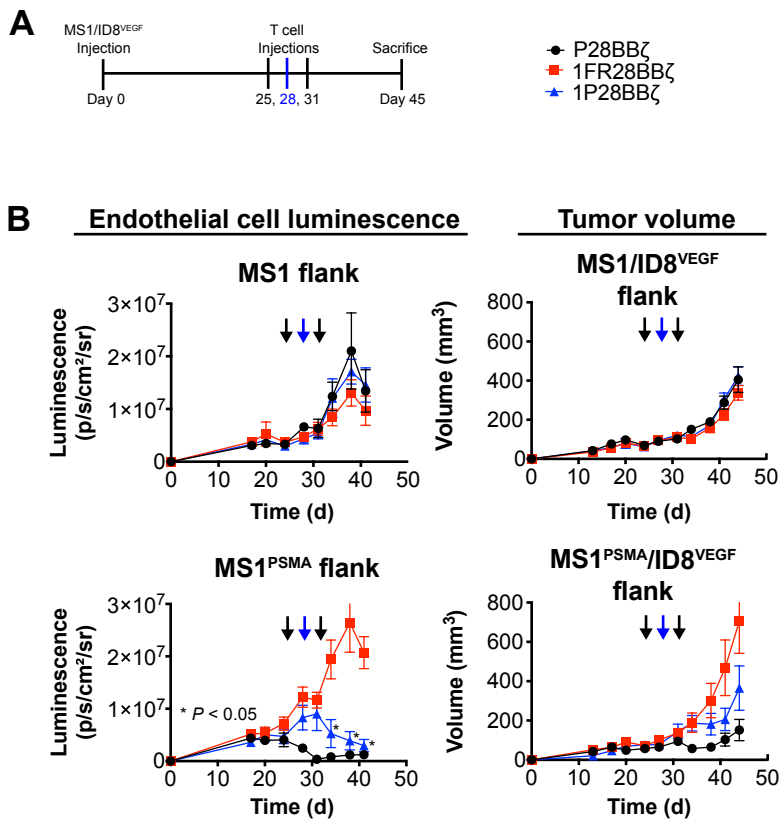 A
MS1/ID8ⱽᴱᴳᶠ
Injection
T cell
Injections
Sacrifice
Day 0
25, 28, 31
Day 45
P28BBζ
1FR28BBζ
1P28BBζ
B
Endothelial cell luminescence
Tumor volume
MS1 flank
Luminescence
(p/s/cm²/sr)
3×10⁷
2×10⁷
1×10⁷
0
0 10 20 30 40 50
Time (d)
MS1/ID8ⱽᴱᴳᶠ
flank
Volume (mm³)
800
600
400
200
0
0 10 20 30 40 50
Time (d)
MS1ᴾˢᴹᴬ flank
Luminescence
(p/s/cm²/sr)
3×10⁷
2×10⁷
1×10⁷
0
* P < 0.05
* * *
0 10 20 30 40 50
Time (d)
MS1ᴾˢᴹᴬ/ID8ⱽᴱᴳᶠ
flank
Volume (mm³)
800
600
400
200
0
0 10 20 30 40 50
Time (d)